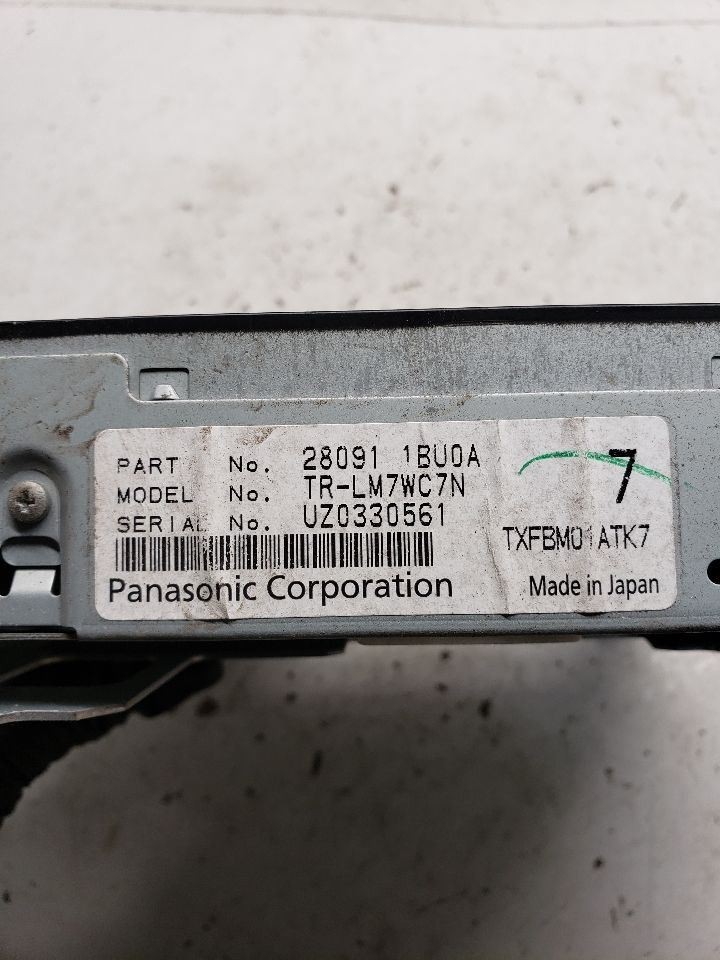 PART No. 28091 1BU0A
MODEL No. TR-LM7WC7N
SERIAL No. UZ0330561
Panasonic Corporation
7
TXFBM01ATK7
Made in Japan